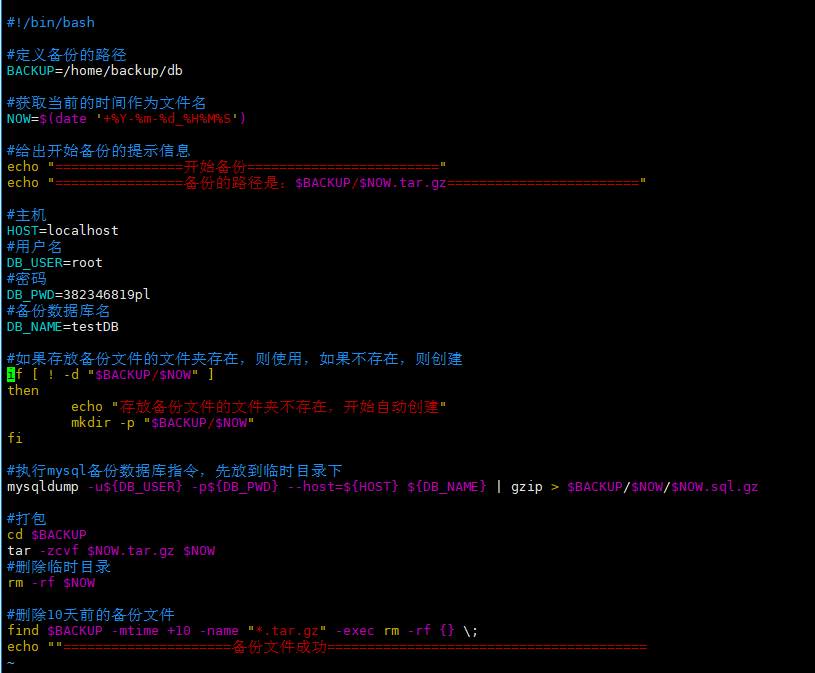 #!/bin/bash
#定义备份的路径
BACKUP=/home/backup/db
#获取当前的时间作为文件名
NOW=$(date '+%Y-%m-%d_%H%M%S')
#给出开始备份的提示信息
echo "================开始备份========================"
echo "================备份的路径是：$BACKUP/$NOW.tar.gz========================"
#主机
HOST=localhost
#用户名
DB_USER=root
#密码
DB_PWD=382346819pl
#备份数据库名
DB_NAME=testDB
#如果存放备份文件的文件夹存在，则使用，如果不存在，则创建
if [ ! -d "$BACKUP/$NOW" ]
then
        echo "存放备份文件的文件夹不存在，开始自动创建"
        mkdir -p "$BACKUP/$NOW"
fi
#执行mysql备份数据库指令，先放到临时目录下
mysqldump -u${DB_USER} -p${DB_PWD} --host=${HOST} ${DB_NAME} | gzip > $BACKUP/$NOW/$NOW.sql.gz
#打包
cd $BACKUP
tar -zcvf $NOW.tar.gz $NOW
#删除临时目录
rm -rf $NOW
#删除10天前的备份文件
find $BACKUP -mtime +10 -name "*.tar.gz" -exec rm -rf {} \;
echo ""=====================备份文件成功========================================
~